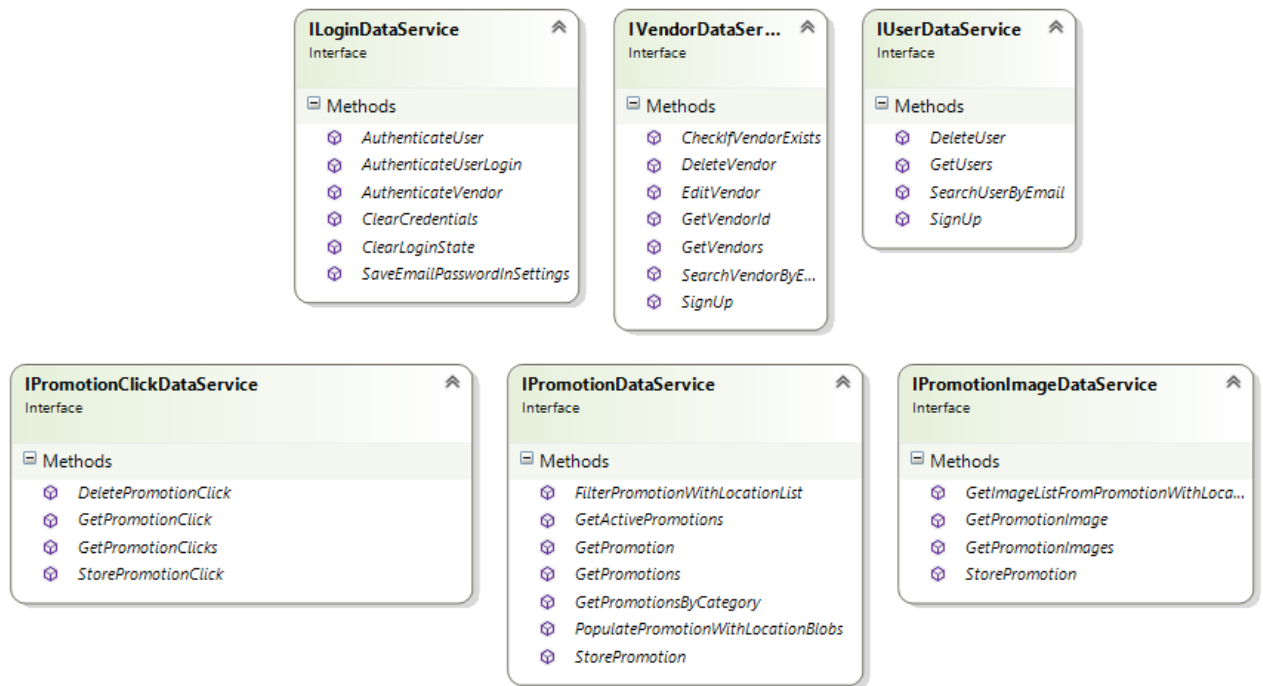 ILoginDataService
Interface
Methods
AuthenticateUser
AuthenticateUserLogin
AuthenticateVendor
ClearCredentials
ClearLoginState
SaveEmailPasswordInSettings
IVendorDataSer...
Interface
Methods
CheckIfVendorExists
DeleteVendor
EditVendor
GetVendorId
GetVendors
SearchVendorByE...
SignUp
IUserDataService
Interface
Methods
DeleteUser
GetUsers
SearchUserByEmail
SignUp
IPromotionClickDataService
Interface
Methods
DeletePromotionClick
GetPromotionClick
GetPromotionClicks
StorePromotionClick
IPromotionDataService
Interface
Methods
FilterPromotionWithLocationList
GetActivePromotions
GetPromotion
GetPromotions
GetPromotionsByCategory
PopulatePromotionWithLocationBlobs
StorePromotion
IPromotionImageDataService
Interface
Methods
GetImageListFromPromotionWithLoca...
GetPromotionImage
GetPromotionImages
StorePromotion